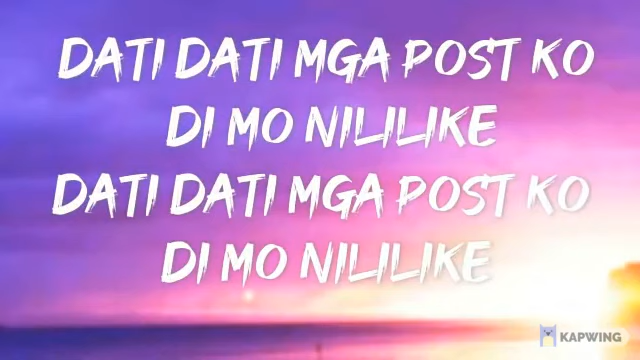 DATI DATI MGA POST KO
DI MO NILILIKE
DATI DATI MGA POST KO
DI MO NILILIKE
KAPWING